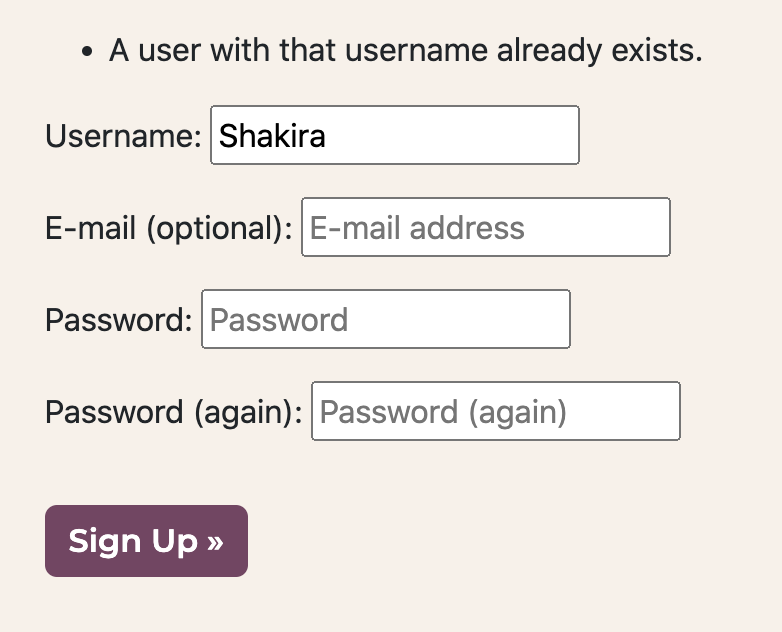 • A user with that username already exists.
Username: Shakira
E-mail (optional): E-mail address
Password: Password
Password (again): Password (again)
Sign Up »